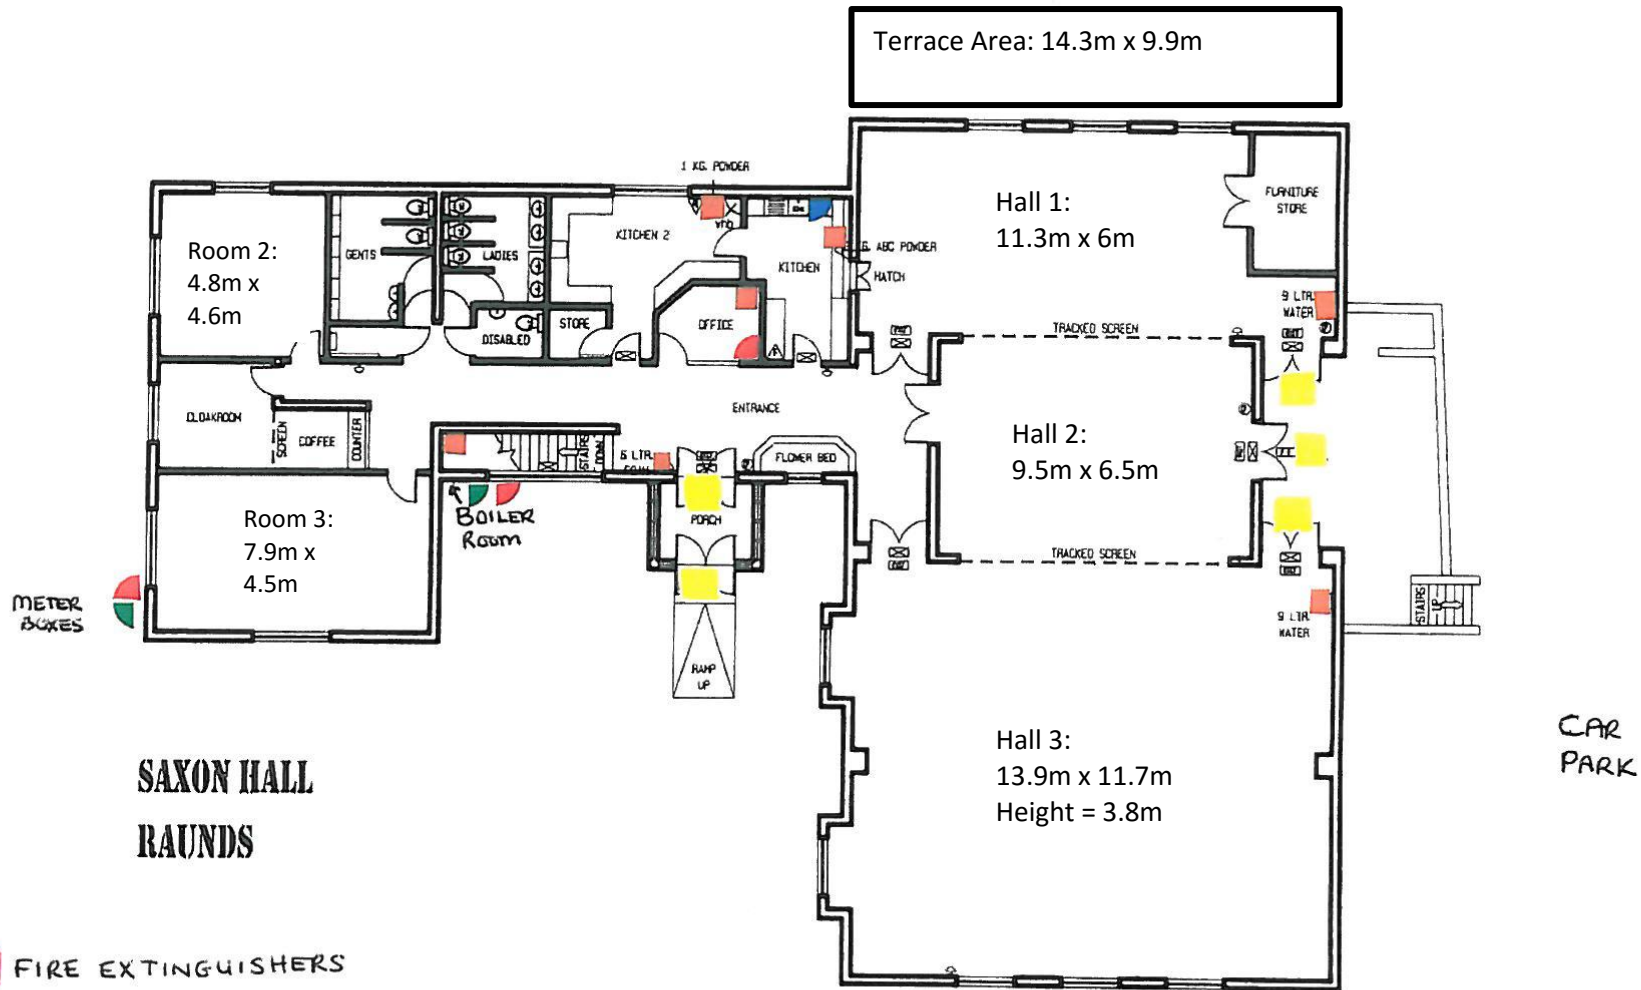 Terrace Area: 14.3m x 9.9m
1 KG. POWDER
Hall 1:
11.3m x 6m
FURNITURE
STORE
Room 2:
4.8m x
4.6m
GENTS
LADIES
KITCHEN 2
KITCHEN
ABC POWDER
HATCH
9 LTR.
WATER
STORE
OFFICE
DISABLED
TRACKED SCREEN
CLOAKROOM
SCREEN
COFFEE
COUNTER
ENTRANCE
Hall 2:
9.5m x 6.5m
STAIRS
DOWN
6 LTR.
FLOWER BED
PORCH
BOILER
ROOM
Room 3:
7.9m x
4.5m
TRACKED SCREEN
METER
BOXES
9 LTR.
WATER
STAIRS
UP
RAMP
UP
Hall 3:
13.9m x 11.7m
Height = 3.8m
CAR
PARK
SAXON HALL
RAUNDS
FIRE EXTINGUISHERS